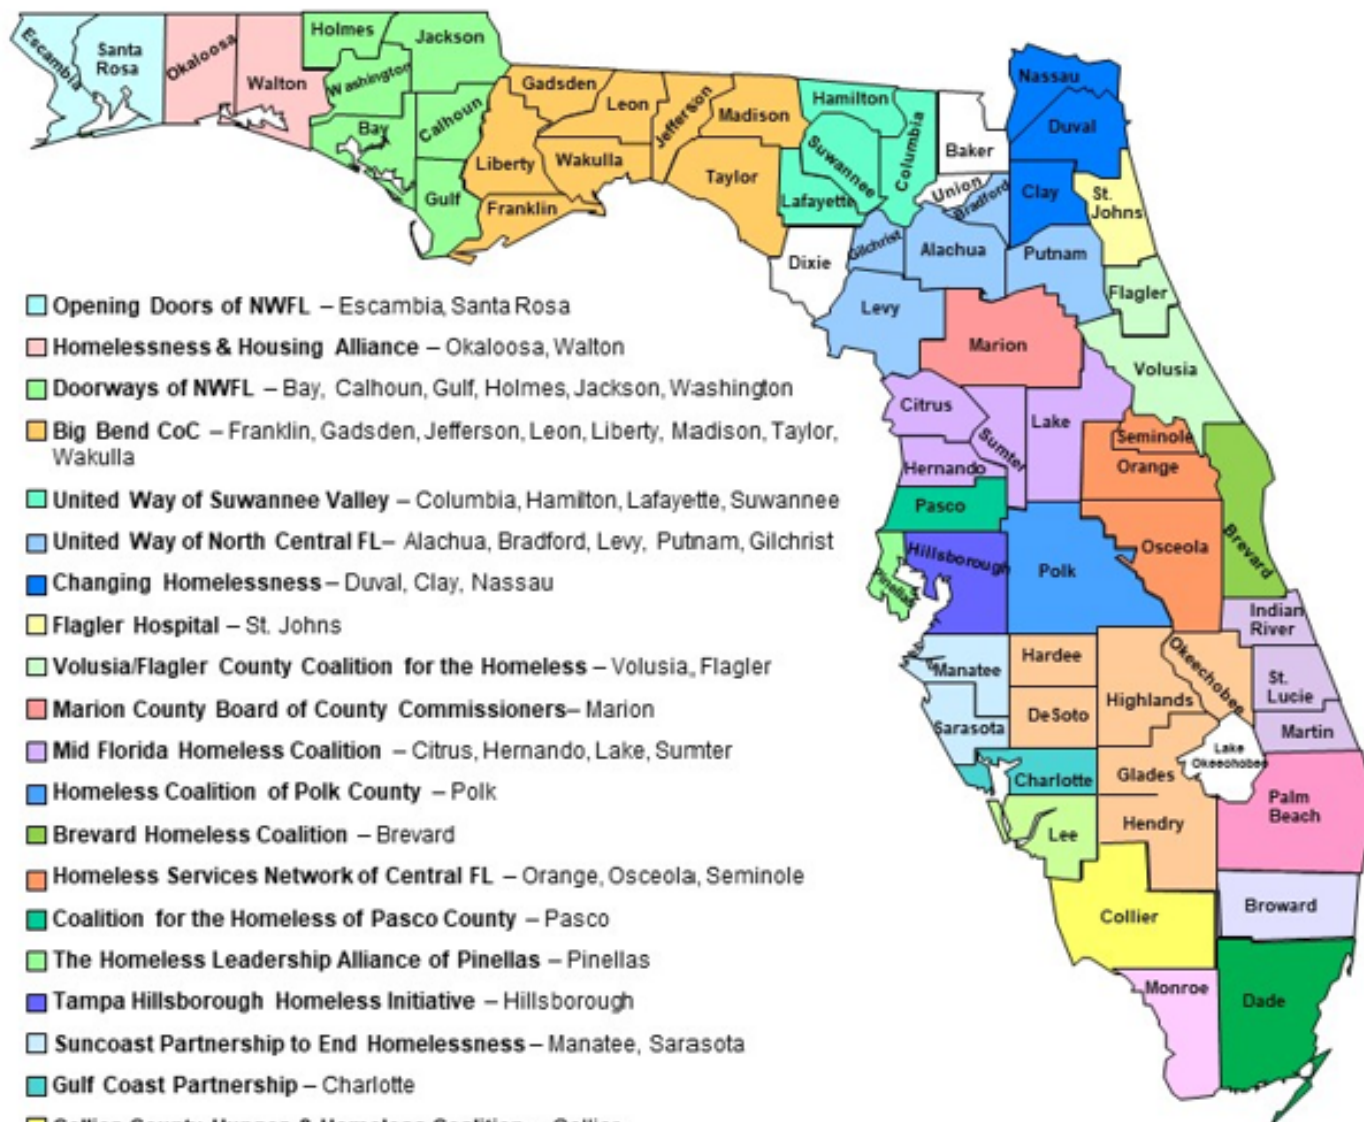 Escambia
Santa
Rosa
Okaloosa
Walton
Holmes
Jackson
Washington
Bay
Calhoun
Gulf
Gadsden
Liberty
Franklin
Leon
Wakulla
Jefferson
Madison
Taylor
Hamilton
Suwannee
Lafayette
Columbia
Baker
Union
Bradford
Nassau
Duval
Clay
St.
Johns
Dixie
Gilchrist
Alachua
Putnam
Levy
Flagler
Marion
Volusia
Citrus
Sumter
Lake
Hernando
Seminole
Orange
Pasco
Pinellas
Hillsborough
Polk
Osceola
Brevard
Indian
River
Manatee
Hardee
Highlands
Okeechobee
St.
Lucie
Sarasota
DeSoto
Martin
Charlotte
Glades
Lake
Okeechobee
Lee
Hendry
Palm
Beach
Collier
Broward
Monroe
Dade
Opening Doors of NWFL – Escambia, Santa Rosa
Homelessness & Housing Alliance – Okaloosa, Walton
Doorways of NWFL – Bay, Calhoun, Gulf, Holmes, Jackson, Washington
Big Bend CoC – Franklin, Gadsden, Jefferson, Leon, Liberty, Madison, Taylor,
Wakulla
United Way of Suwannee Valley – Columbia, Hamilton, Lafayette, Suwannee
United Way of North Central FL– Alachua, Bradford, Levy, Putnam, Gilchrist
Changing Homelessness – Duval, Clay, Nassau
Flagler Hospital – St. Johns
Volusia/Flagler County Coalition for the Homeless – Volusia, Flagler
Marion County Board of County Commissioners– Marion
Mid Florida Homeless Coalition – Citrus, Hernando, Lake, Sumter
Homeless Coalition of Polk County – Polk
Brevard Homeless Coalition – Brevard
Homeless Services Network of Central FL – Orange, Osceola, Seminole
Coalition for the Homeless of Pasco County – Pasco
The Homeless Leadership Alliance of Pinellas – Pinellas
Tampa Hillsborough Homeless Initiative – Hillsborough
Suncoast Partnership to End Homelessness – Manatee, Sarasota
Gulf Coast Partnership – Charlotte